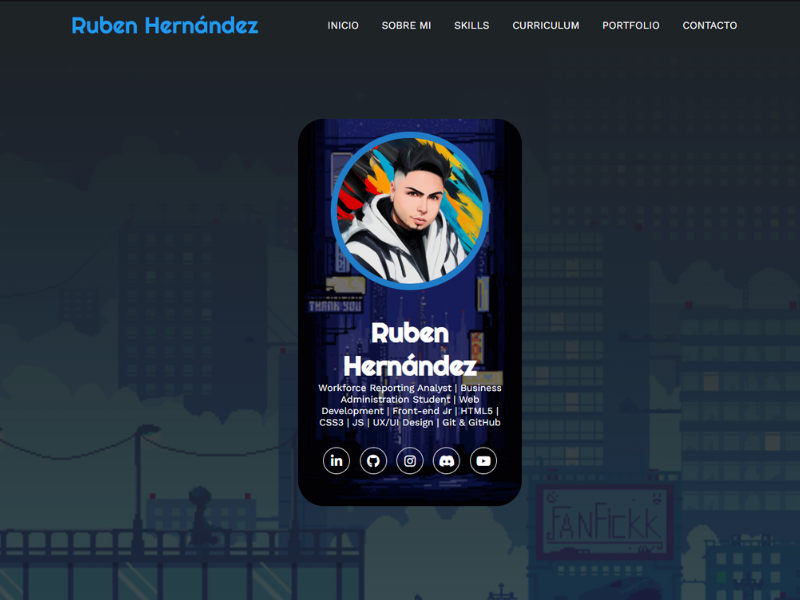 Ruben Hernández
INICIO
SOBRE MI
SKILLS
CURRICULUM
PORTFOLIO
CONTACTO
THANK YOU
Ruben
Hernández
Workforce Reporting Analyst | Business
Administration Student | Web
Development | Front-end Jr | HTML5 |
CSS3 | JS | UX/UI Design | Git & GitHub
in
FANFICKK